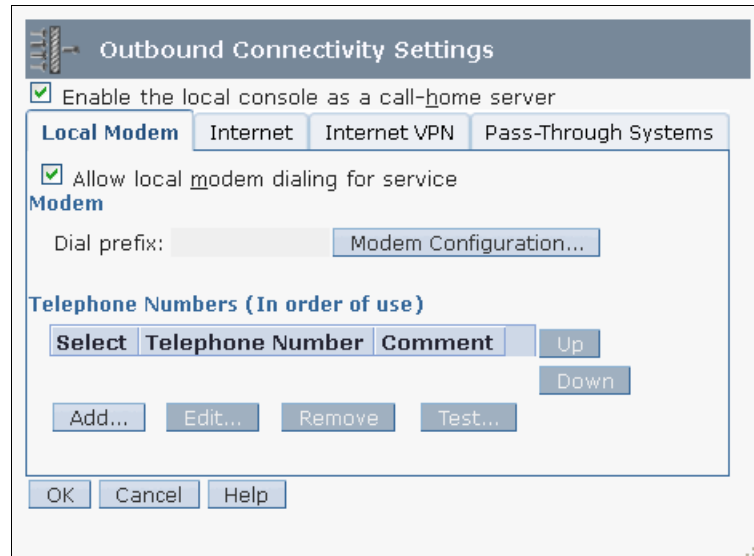 Outbound Connectivity Settings
Enable the local console as a call-home server
Local Modem Internet Internet VPN Pass-Through Systems
Allow local modem dialing for service
Modem
Dial prefix: Modem Configuration...
Telephone Numbers (In order of use)
Select Telephone Number Comment Up
Down
Add... Edit... Remove Test...
OK Cancel Help